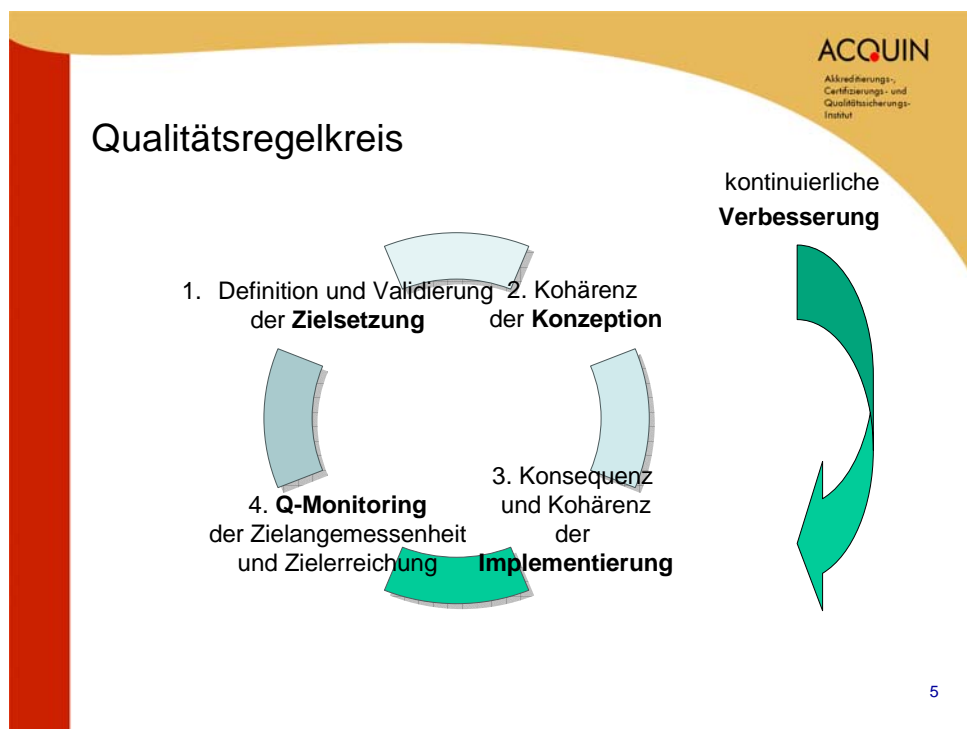 ACQUIN
Akkreditierungs-,
Certifizierungs- und
Qualitätssicherungs-
Institut
Qualitätsregelkreis
kontinuierliche
Verbesserung
1. Definition und Validierung
der Zielsetzung
2. Kohärenz
der Konzeption
3. Konsequenz
und Kohärenz
der
Implementierung
4. Q-Monitoring
der Zielangemessenheit
und Zielerreichung
5